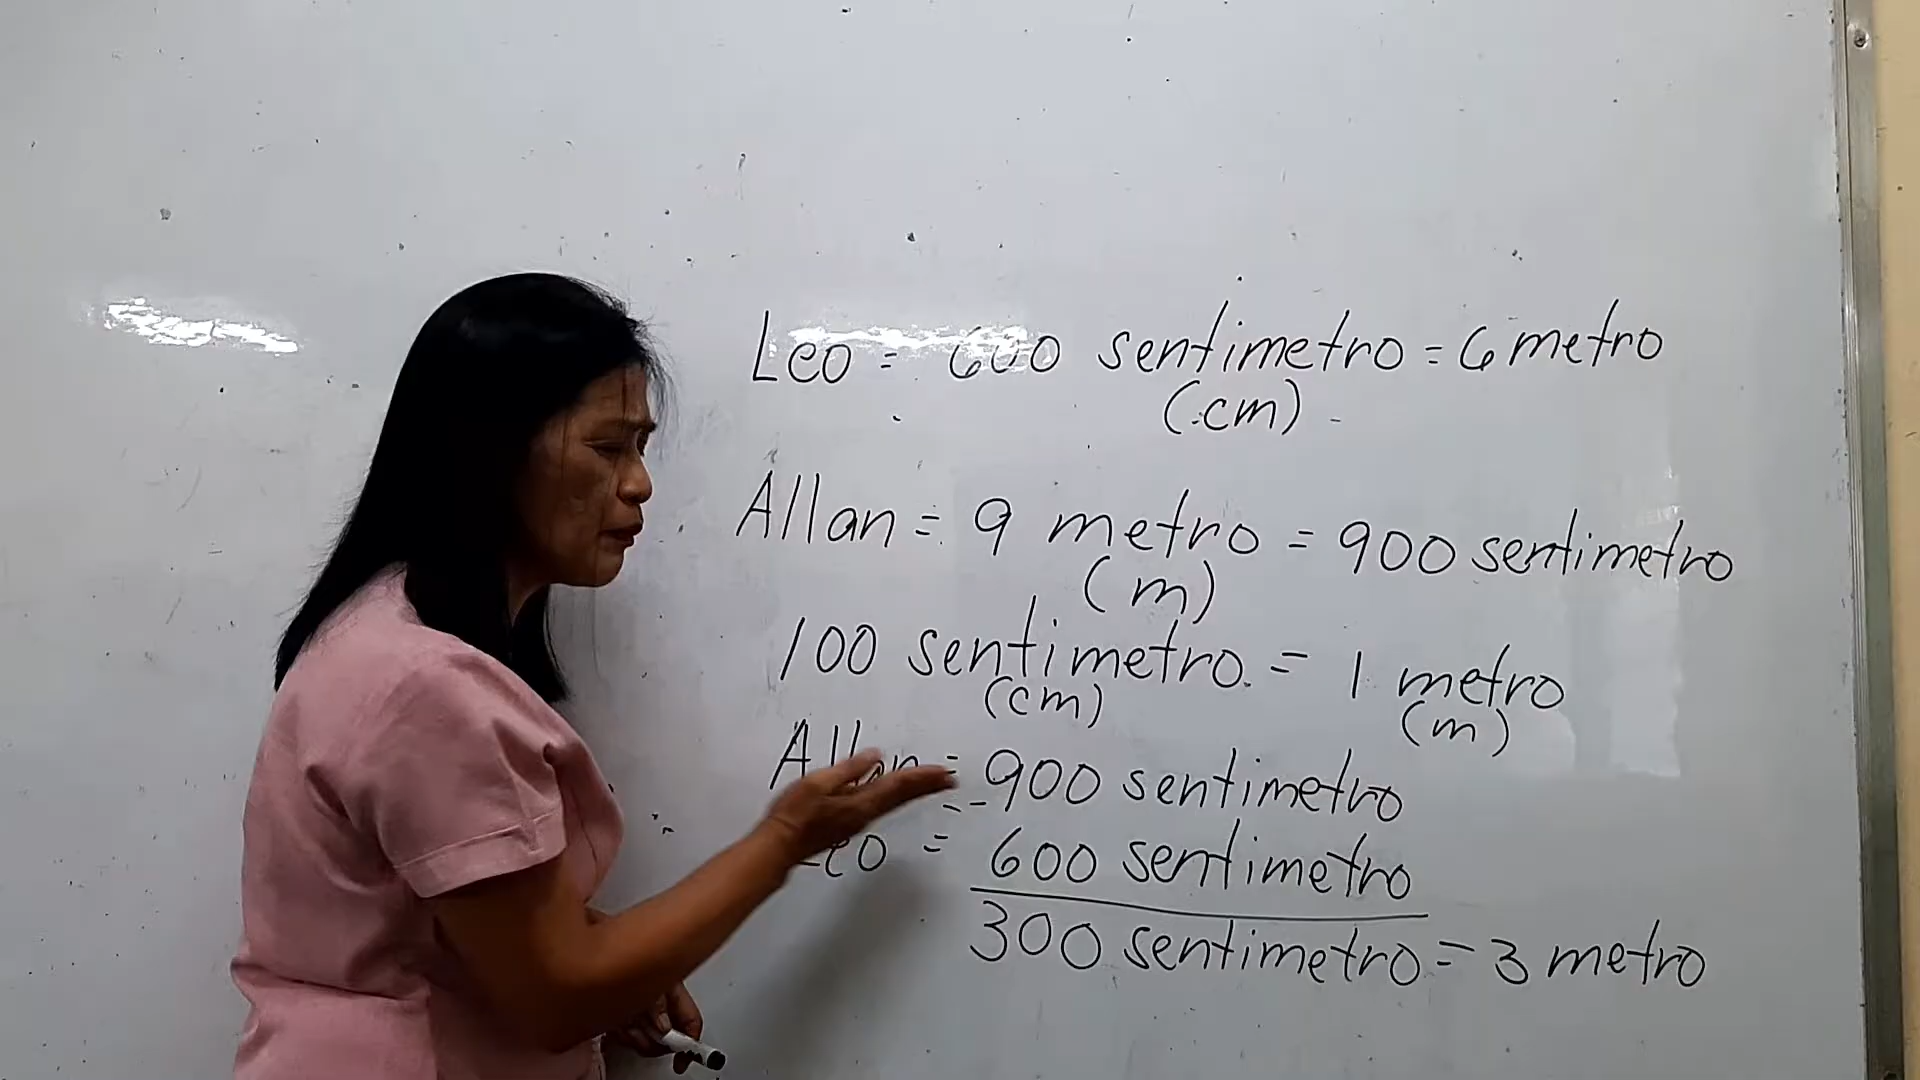 Leo = 600 sentimetro = 6 metro
(cm)
Allan = 9 metro = 900 sentimetro
(m)
100 sentimetro = 1 metro
(cm) (m)
Allan = 900 sentimetro
Leo = 600 sentimetro
300 sentimetro = 3 metro